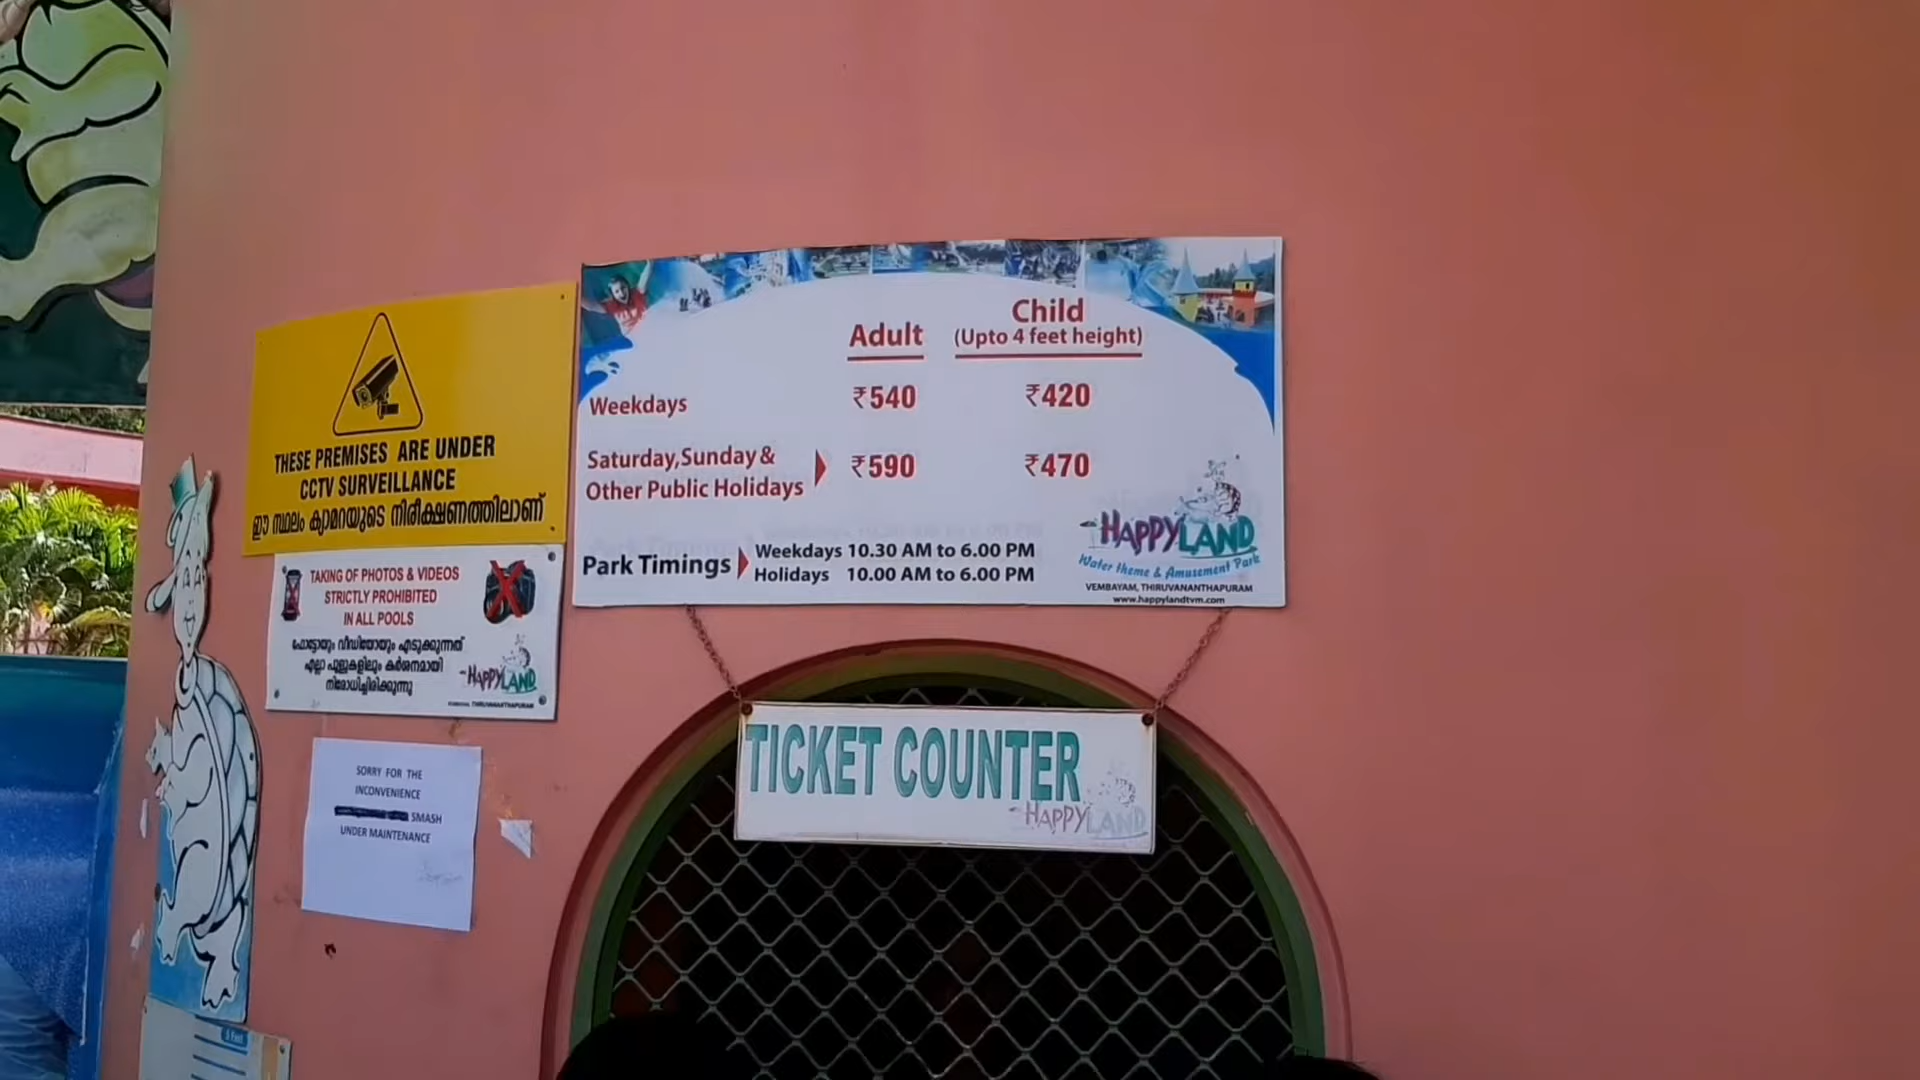 THESE PREMISES ARE UNDER
CCTV SURVEILLANCE
ഈ സ്ഥലം ക്യാമറയുടെ നിരീക്ഷണത്തിലാണ്
TAKING OF PHOTOS & VIDEOS
STRICTLY PROHIBITED
IN ALL POOLS
ഫോട്ടോയും വീഡിയോയും എടുക്കുന്നത്
എല്ലാ പൂളുകളിലും കർശനമായി
നിരോധിച്ചിരിക്കുന്നു
HAPPYLAND
THIRUVANANTHAPURAM
SORRY FOR THE
INCONVENIENCE
SMASH
UNDER MAINTENANCE
Adult
Child
(Upto 4 feet height)
Weekdays ₹540 ₹420
Saturday,Sunday &
Other Public Holidays ₹590 ₹470
Park Timings Weekdays 10.30 AM to 6.00 PM
Holidays 10.00 AM to 6.00 PM
HAPPYLAND
Water theme & Amusement Park
VEMBAYAM, THIRUVANANTHAPURAM
www.happylandtvm.com
TICKET COUNTER
HAPPYLAND
5 Feet